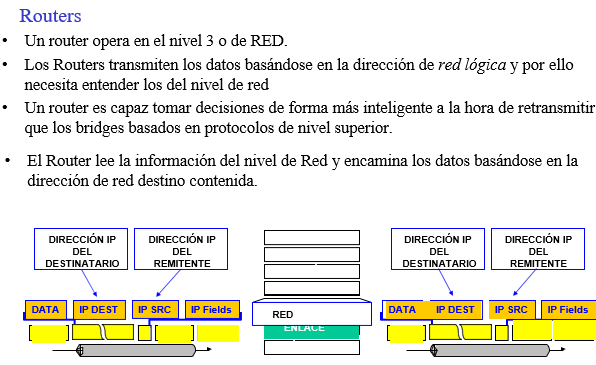 Routers
• Un router opera en el nivel 3 o de RED.
• Los Routers transmiten los datos basándose en la dirección de red lógica y por ello
necesita entender los del nivel de red
• Un router es capaz tomar decisiones de forma más inteligente a la hora de retransmitir
que los bridges basados en protocolos de nivel superior.
• El Router lee la información del nivel de Red y encamina los datos basándose en la
dirección de red destino contenida.
DIRECCIÓN IP
DEL
DESTINATARIO
DIRECCIÓN IP
DEL
REMITENTE
DATA
IP DEST
IP SRC
IP Fields
RED
ENLACE
DIRECCIÓN IP
DEL
DESTINATARIO
DIRECCIÓN IP
DEL
REMITENTE
DATA
IP DEST
IP SRC
IP Fields